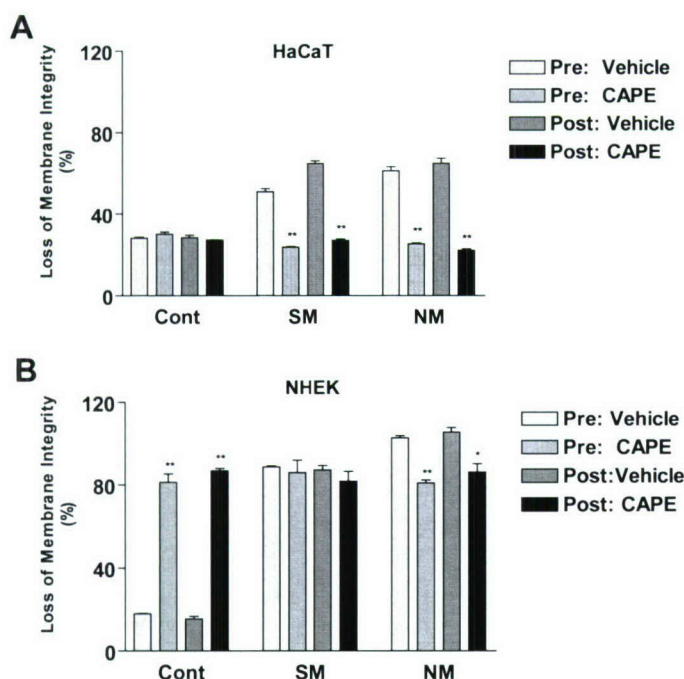 A
HaCaT
120
80
40
0
Loss of Membrane Integrity
(%)
** ** ** **
Cont SM NM
Pre: Vehicle
Pre: CAPE
Post: Vehicle
Post: CAPE
B
NHEK
120
80
40
0
Loss of Membrane Integrity
(%)
** ** ** *
Cont SM NM
Pre: Vehicle
Pre: CAPE
Post:Vehicle
Post: CAPE